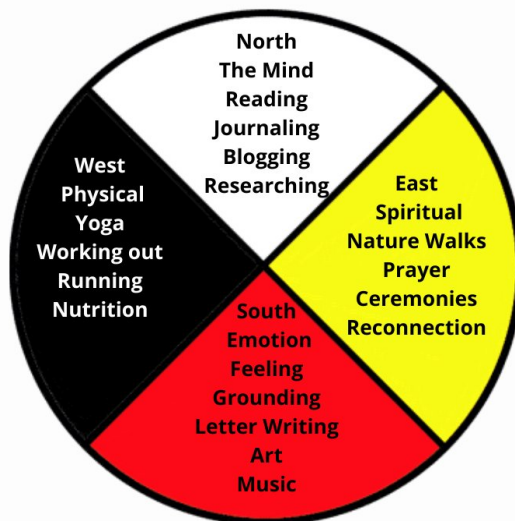 North
The Mind
Reading
Journaling
Blogging
Researching
West
Physical
Yoga
Working out
Running
Nutrition
East
Spiritual
Nature Walks
Prayer
Ceremonies
Reconnection
South
Emotion
Feeling
Grounding
Letter Writing
Art
Music